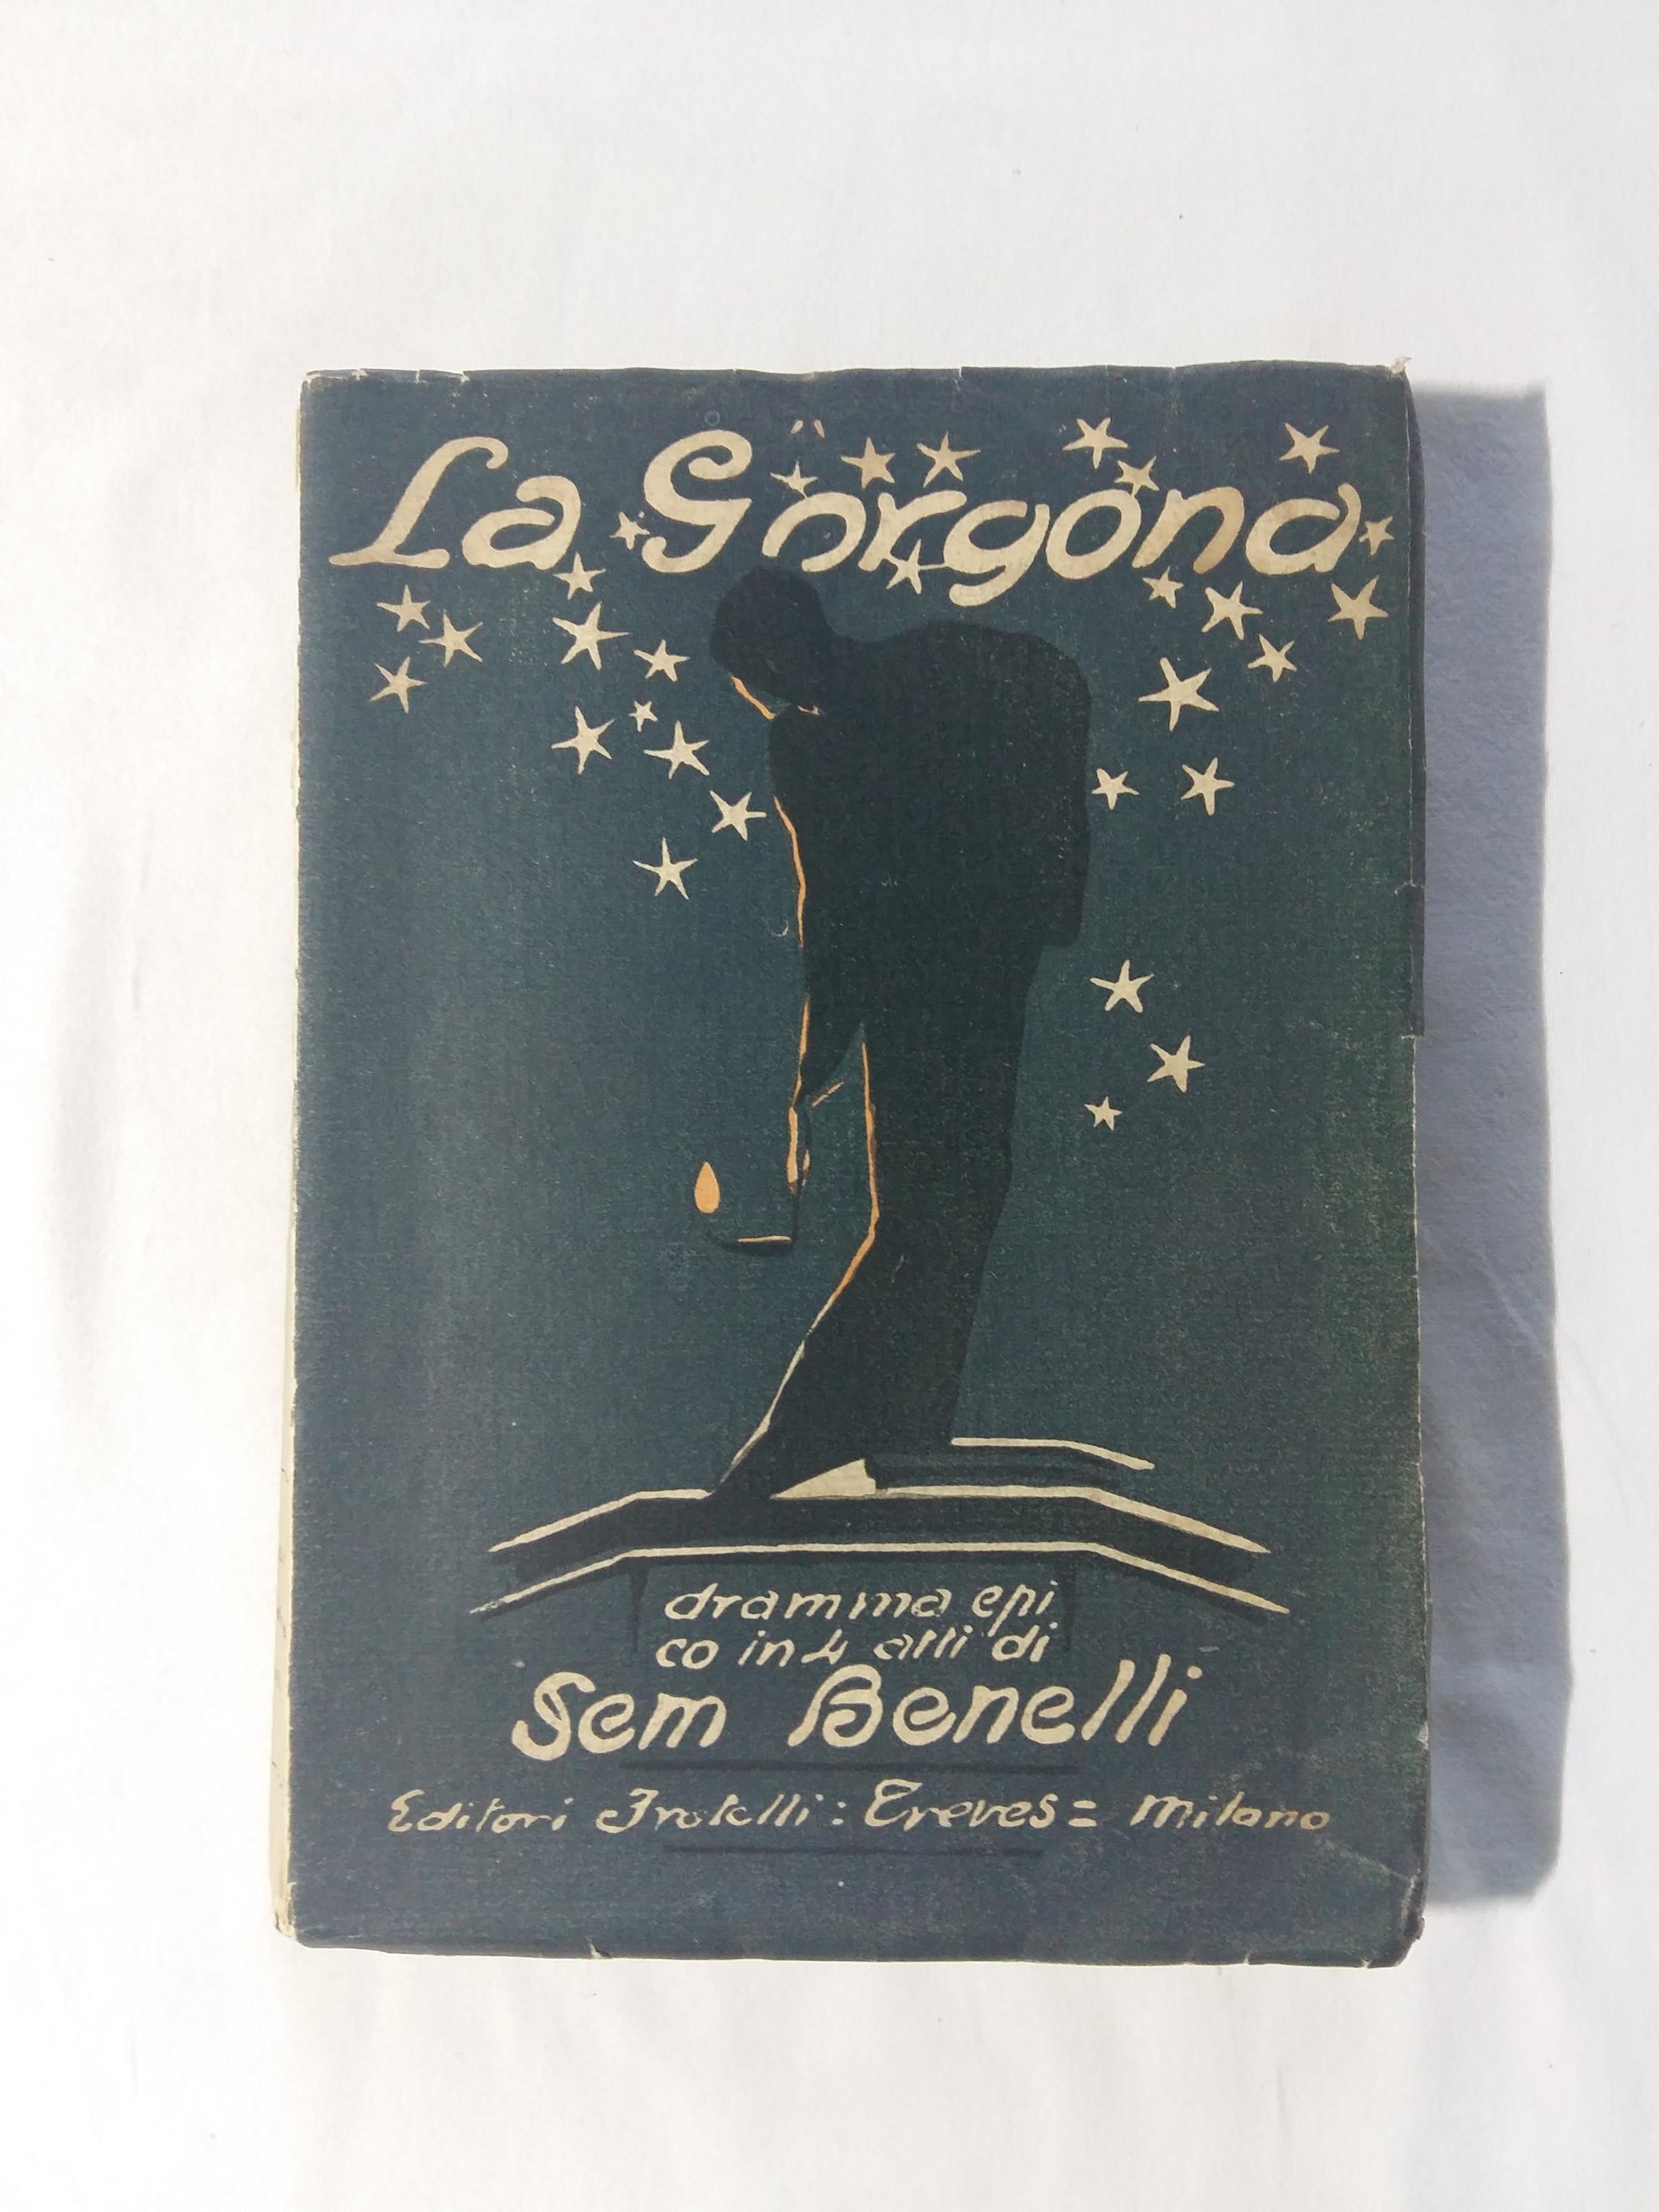 La Gorgona
dramma epi
co in 4 atti di
Sem Benelli
Editori Fratelli: Treves = Milano